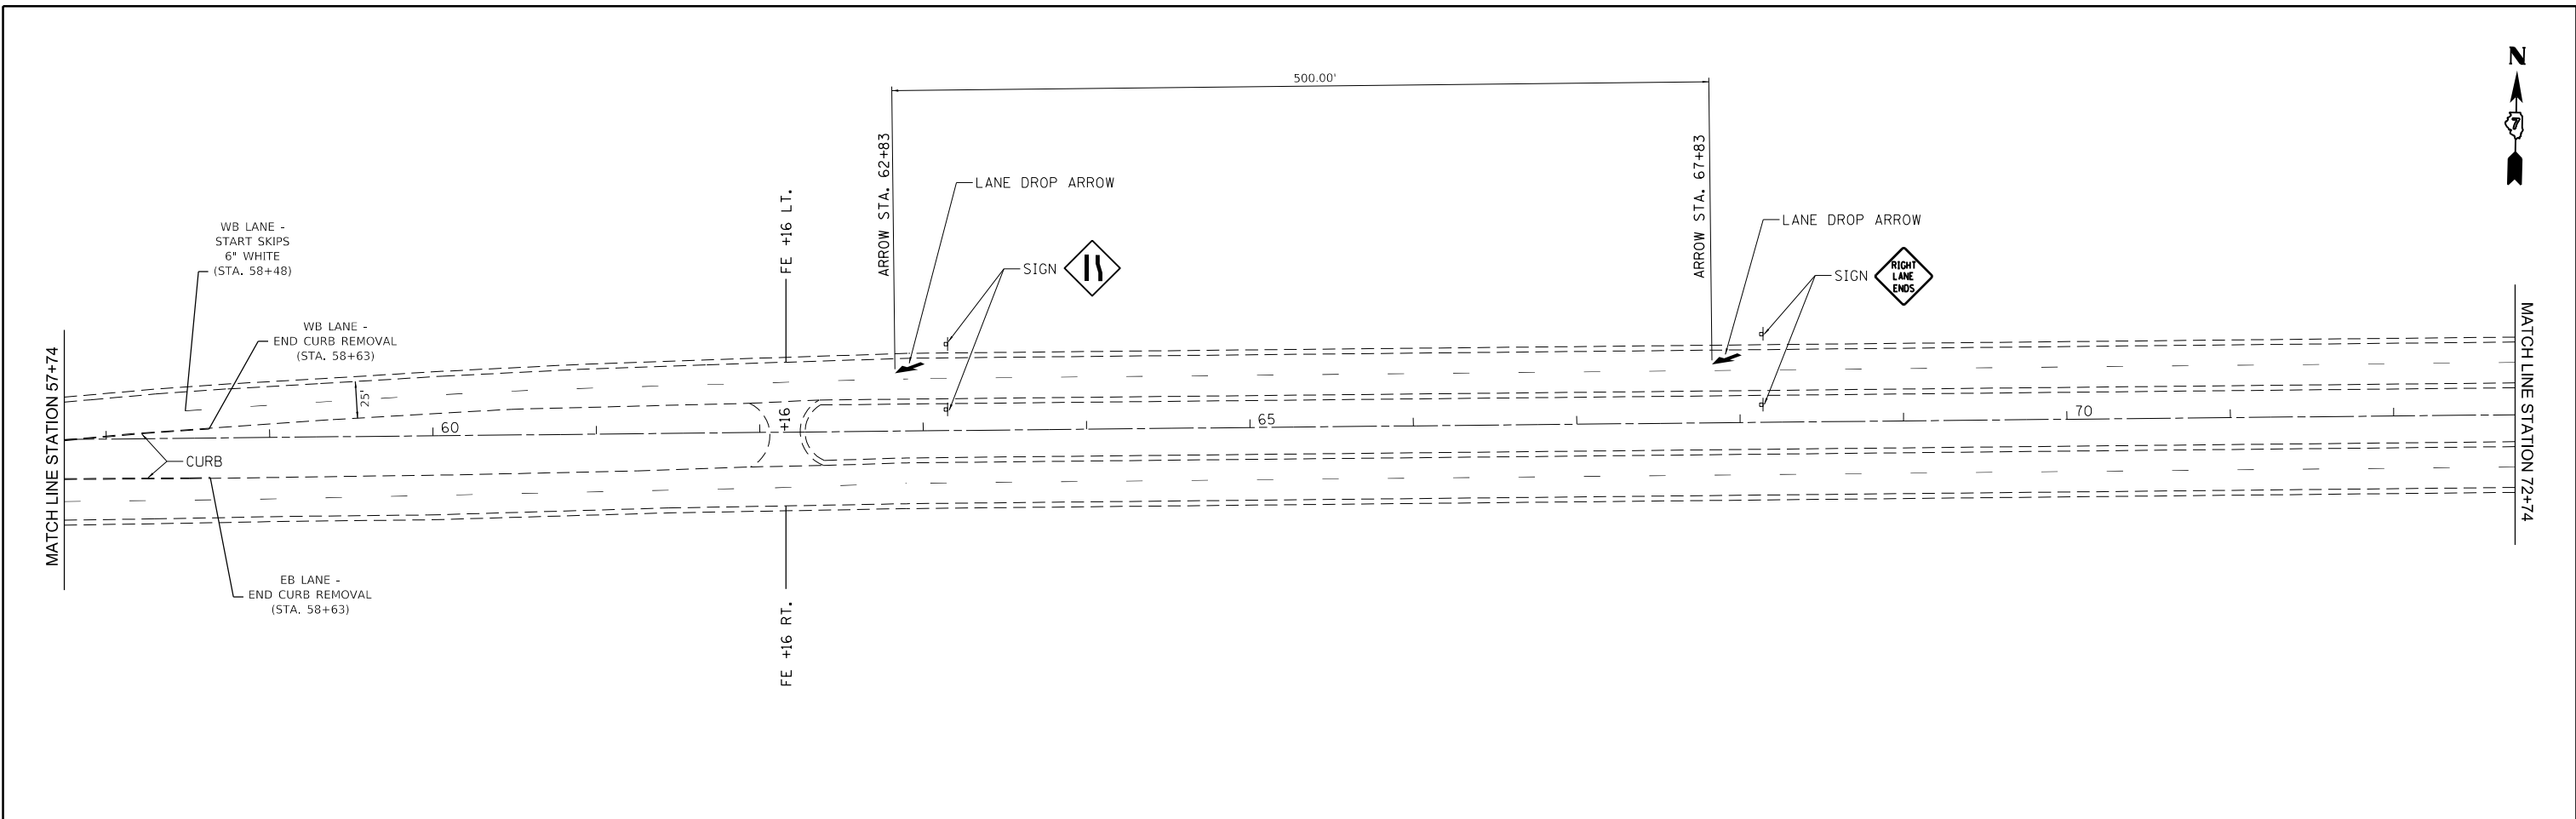 N
7
500.00'
ARROW STA. 62+83
ARROW STA. 67+83
LANE DROP ARROW
LANE DROP ARROW
FE +16 LT.
WB LANE -
START SKIPS
6" WHITE
(STA. 58+48)
SIGN
SIGN
RIGHT
LANE
ENDS
WB LANE -
END CURB REMOVAL
(STA. 58+63)
MATCH LINE STATION 57+74
MATCH LINE STATION 72+74
25'
+16
60
65
70
CURB
EB LANE -
END CURB REMOVAL
(STA. 58+63)
FE +16 RT.